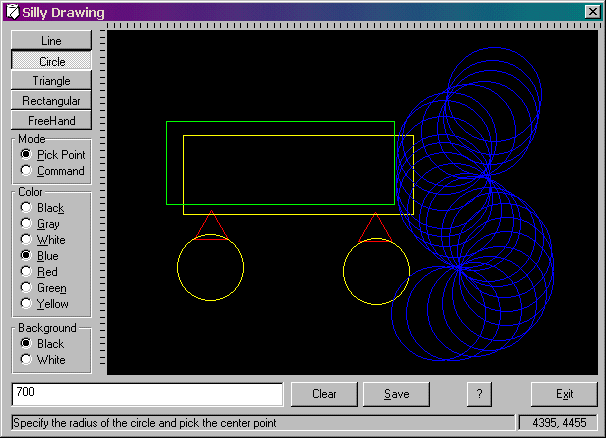 Silly Drawing
Line
Circle
Triangle
Rectangular
FreeHand
Mode
Pick Point
Command
Color
Black
Gray
White
Blue
Red
Green
Yellow
Background
Black
White
700
Clear
Save
?
Exit
Specify the radius of the circle and pick the center point
4395, 4455